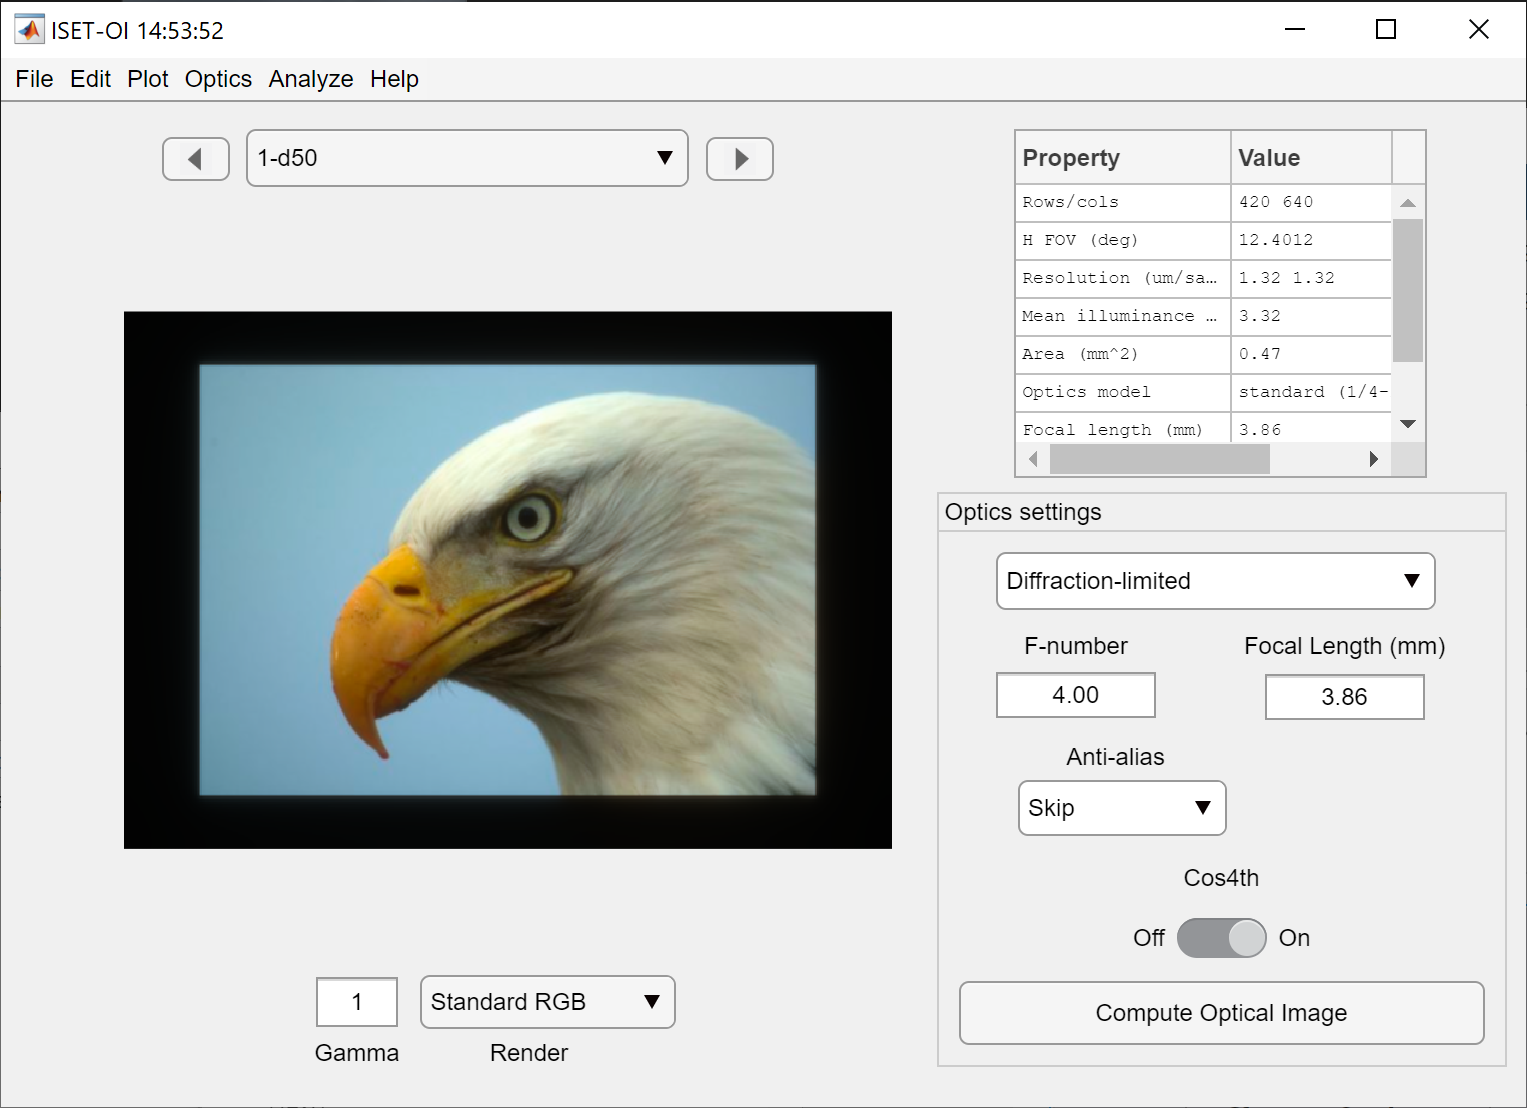 ISET-OI 14:53:52
File Edit Plot Optics Analyze Help
1-d50
Property Value
Rows/cols 420 640
H FOV (deg) 12.4012
Resolution (um/sa… 1.32 1.32
Mean illuminance … 3.32
Area (mm^2) 0.47
Optics model standard (1/4-
Focal length (mm) 3.86
Optics settings
Diffraction-limited
F-number Focal Length (mm)
4.00 3.86
Anti-alias
Skip
Cos4th
Off On
Compute Optical Image
1 Standard RGB
Gamma Render